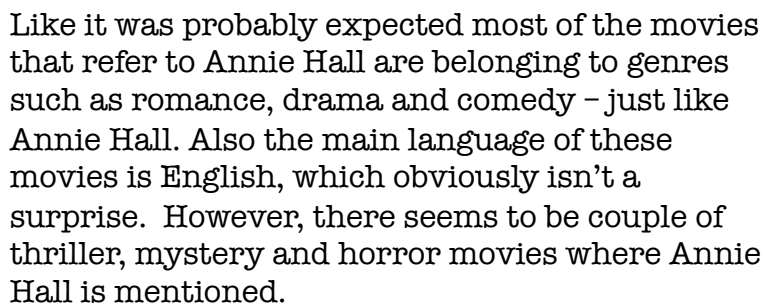 Like it was probably expected most of the movies
that refer to Annie Hall are belonging to genres
such as romance, drama and comedy – just like
Annie Hall. Also the main language of these
movies is English, which obviously isn't a
surprise.  However, there seems to be couple of
thriller, mystery and horror movies where Annie
Hall is mentioned.